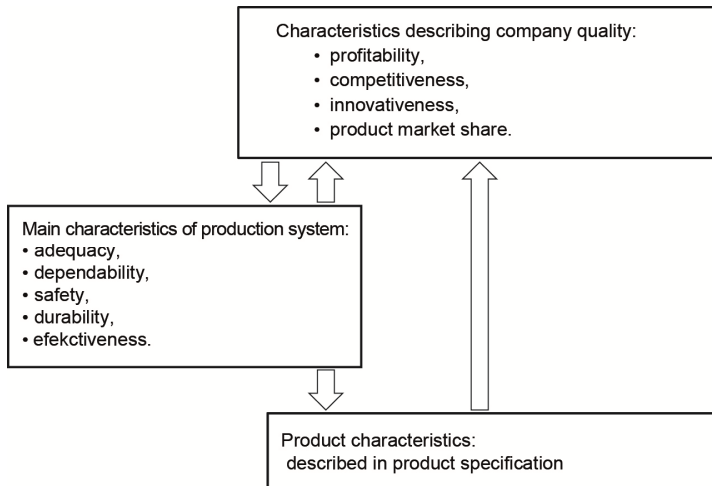 Characteristics describing company quality:
• profitability,
• competitiveness,
• innovativeness,
• product market share.
Main characteristics of production system:
• adequacy,
• dependability,
• safety,
• durability,
• efekctiveness.
Product characteristics:
described in product specification